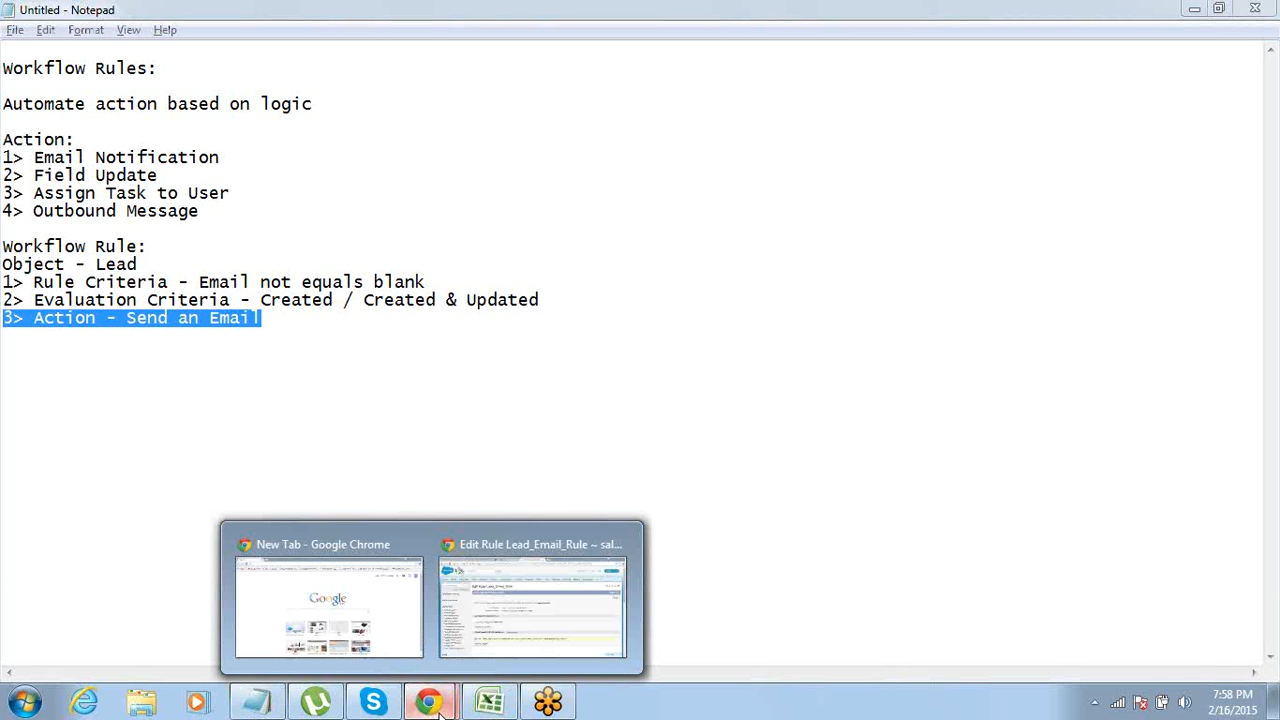 Untitled - Notepad
File Edit Format View Help
Workflow Rules:
Automate action based on logic
Action:
1> Email Notification
2> Field Update
3> Assign Task to User
4> Outbound Message
Workflow Rule:
Object - Lead
1> Rule Criteria - Email not equals blank
2> Evaluation Criteria - Created / Created & Updated
3> Action - Send an Email
New Tab - Google Chrome
Edit Rule Lead_Email_Rule ~ sal...
Google
7:58 PM
2/16/2015